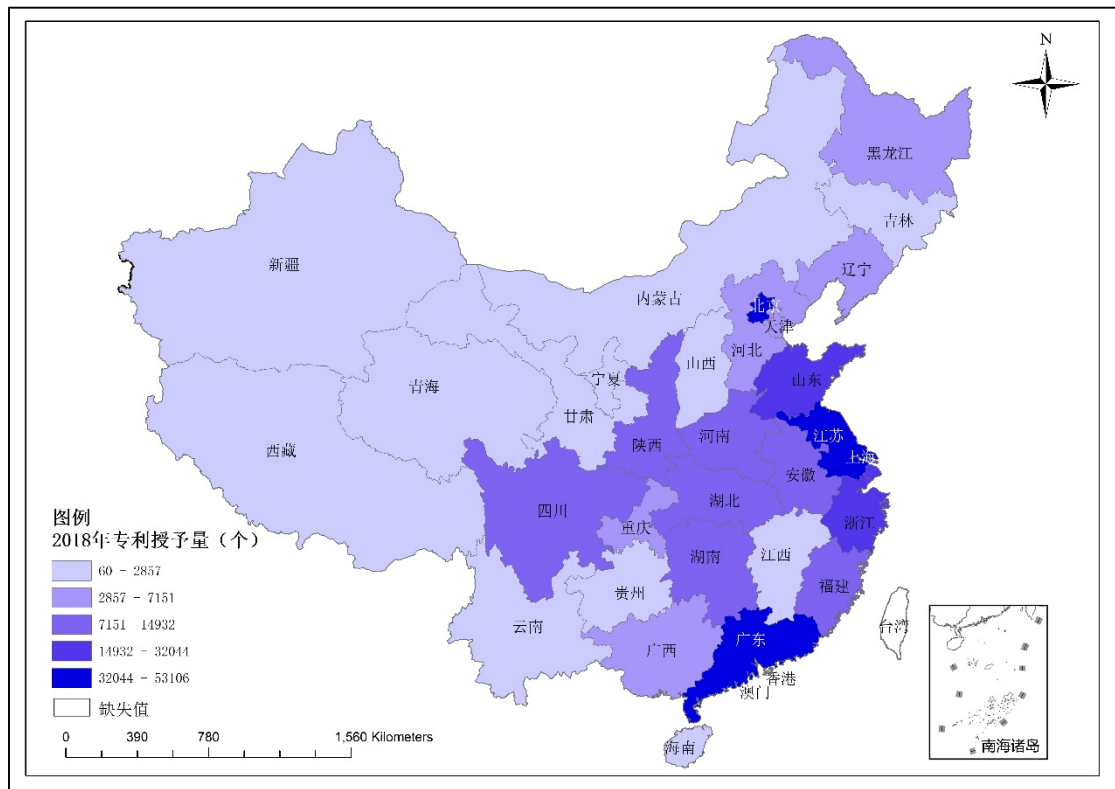 N
黑龙江
吉林
辽宁
新疆
内蒙古
北京
天津
河北
山西
宁夏
青海
山东
甘肃
陕西
河南
江苏
西藏
安徽
上海
四川
湖北
浙江
重庆
湖南
江西
贵州
福建
云南
广西
广东
台湾
香港
澳门
海南
南海诸岛
图例
2018年专利授予量（个）
60 - 2857
2857 - 7151
7151 - 14932
14932 - 32044
32044 - 53106
缺失值
0 390 780 1,560 Kilometers